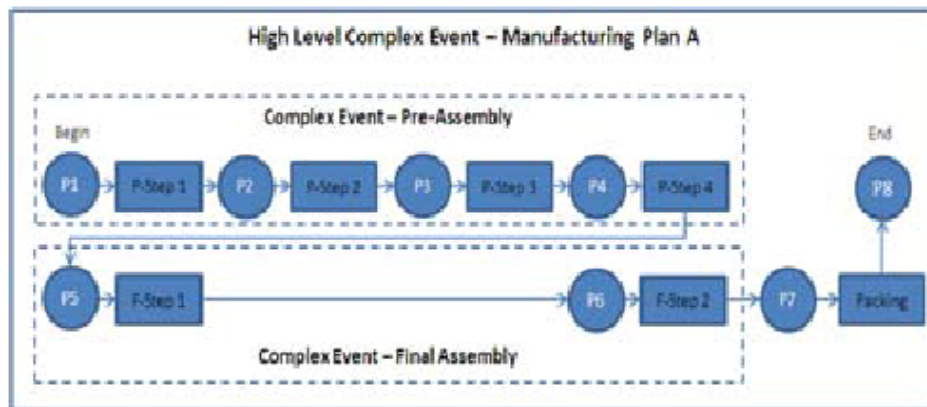 High Level Complex Event – Manufacturing Plan A
Complex Event – Pre-Assembly
Begin
End
P1
P-Step 1
P2
P-Step 2
P3
P-Step 3
P4
P-Step 4
P8
P5
F-Step 1
P6
F-Step 2
P7
Packing
Complex Event – Final Assembly